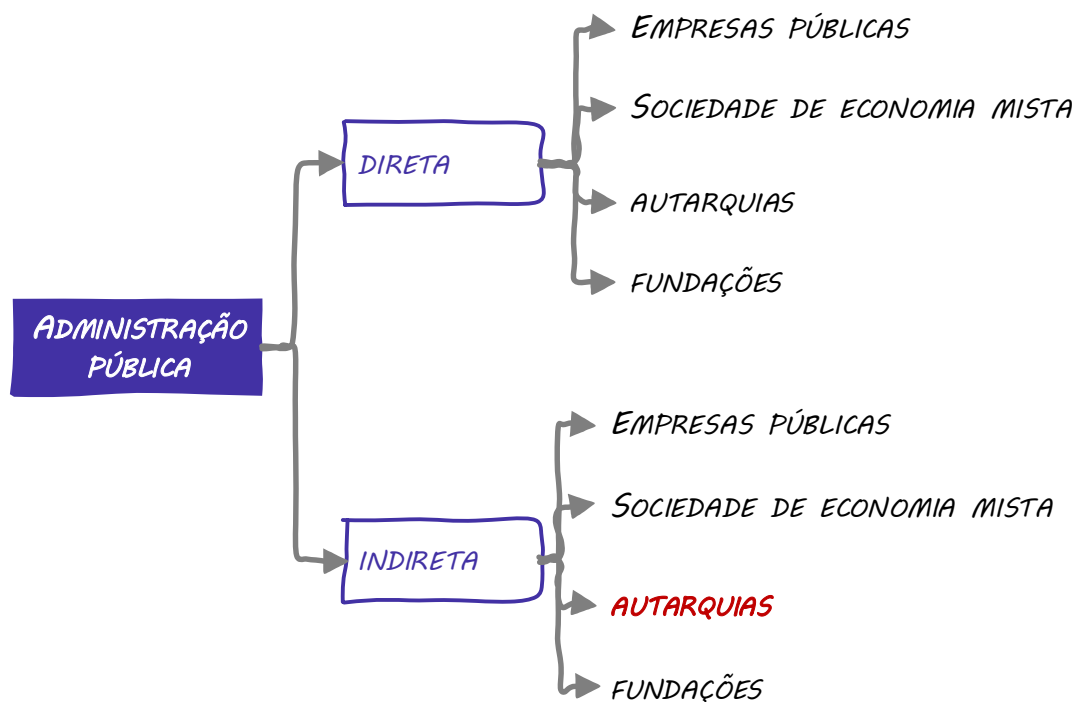 Administração
pública
DIRETA
Empresas públicas
Sociedade de economia mista
AUTARQUIAS
FUNDAÇÕES
INDIRETA
Empresas públicas
Sociedade de economia mista
AUTARQUIAS
FUNDAÇÕES